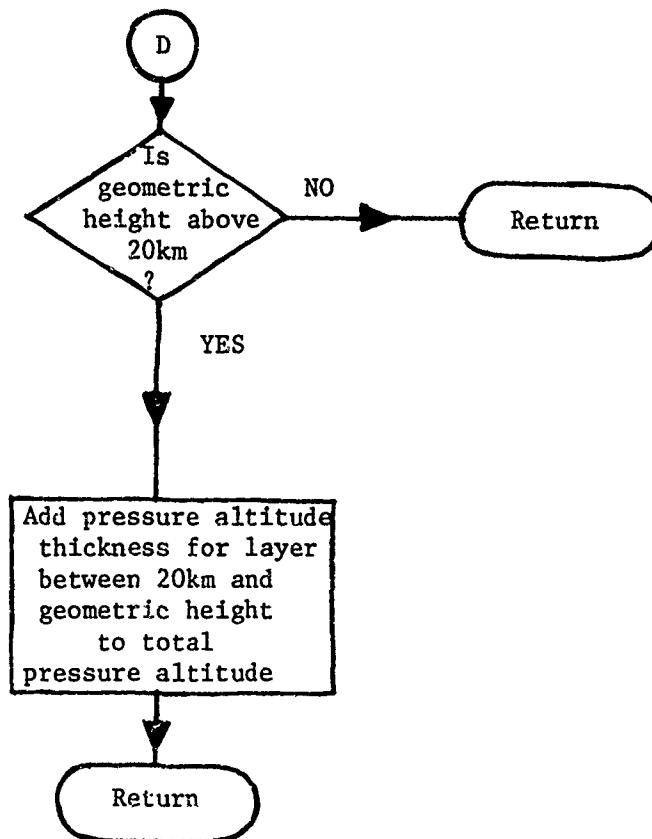 D
Is
geometric
height above
20km
?
NO
Return
YES
Add pressure altitude
thickness for layer
between 20km and
geometric height
to total
pressure altitude
Return